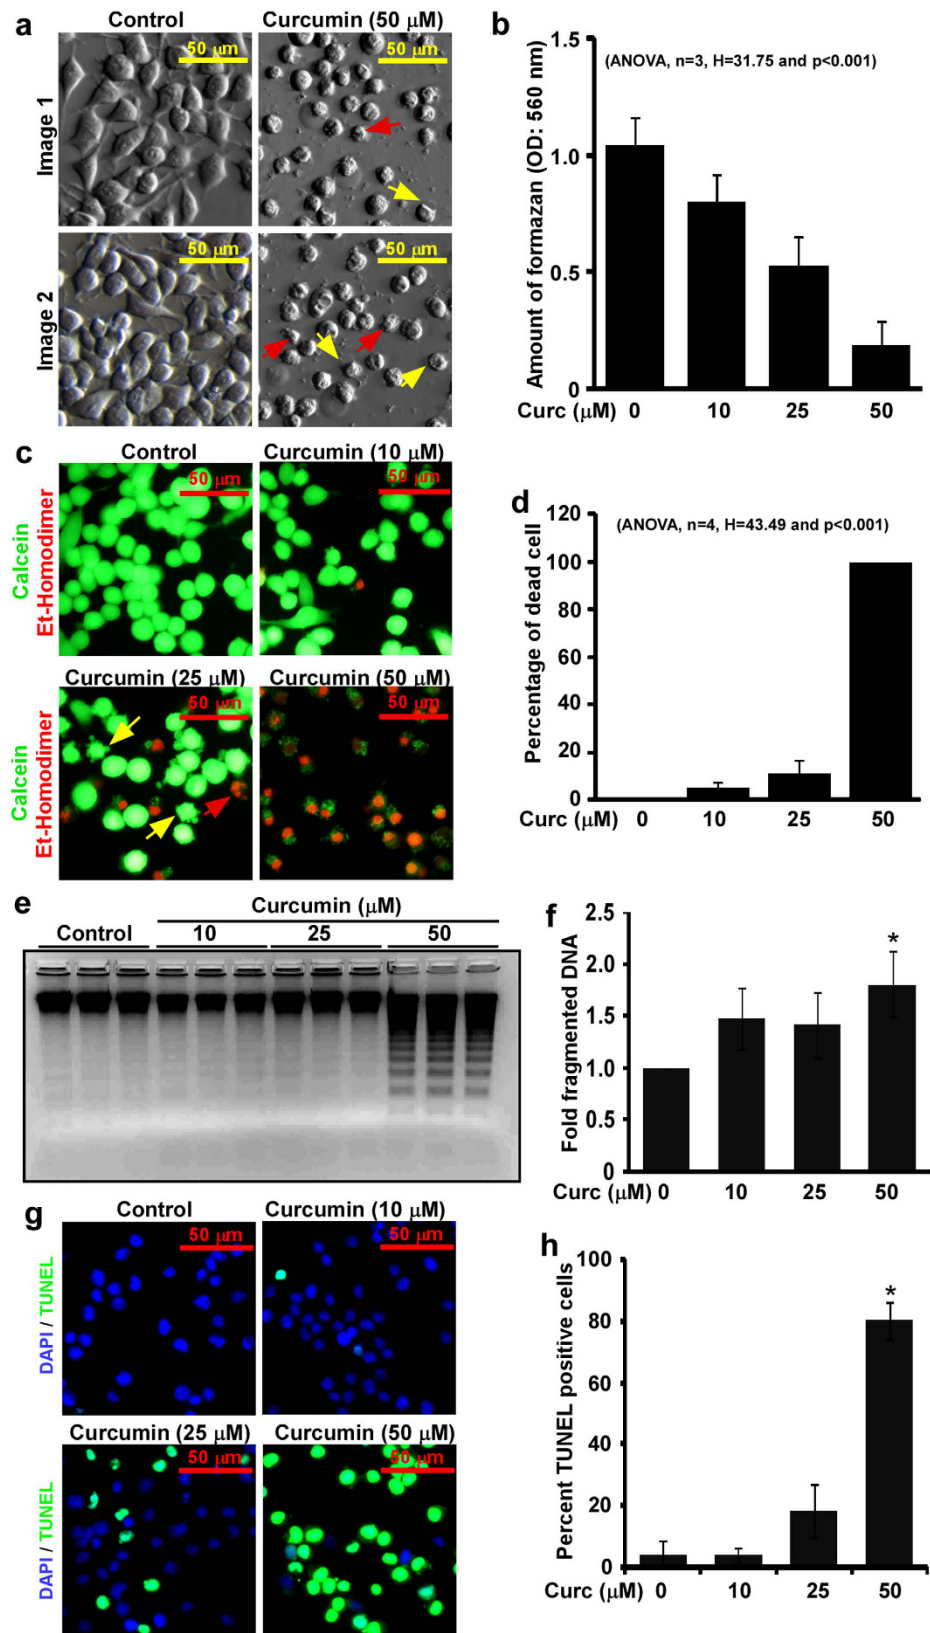 a
Control
Curcumin (50 μM)
Image 1
50 μm
50 μm
Image 2
50 μm
50 μm
b
(ANOVA, n=3, H=31.75 and p<0.001)
Amount of formazan (OD: 560 nm)
1.5
1.0
0.5
0
Curc (μM) 0 10 25 50
c
Control
Curcumin (10 μM)
Calcein
Et-Homodimer
50 μm
50 μm
Curcumin (25 μM)
Curcumin (50 μM)
Calcein
Et-Homodimer
50 μm
50 μm
d
(ANOVA, n=4, H=43.49 and p<0.001)
Percentage of dead cell
120
100
80
60
40
20
0
Curc (μM) 0 10 25 50
e
Curcumin (μM)
Control 10 25 50
f
Fold fragmented DNA
2.5
2.0
1.5
1.0
0.5
0
*
Curc (μM) 0 10 25 50
g
Control
Curcumin (10 μM)
DAPI / TUNEL
50 μm
50 μm
Curcumin (25 μM)
Curcumin (50 μM)
DAPI / TUNEL
50 μm
50 μm
h
Percent TUNEL positive cells
100
80
60
40
20
0
*
Curc (μM) 0 10 25 50